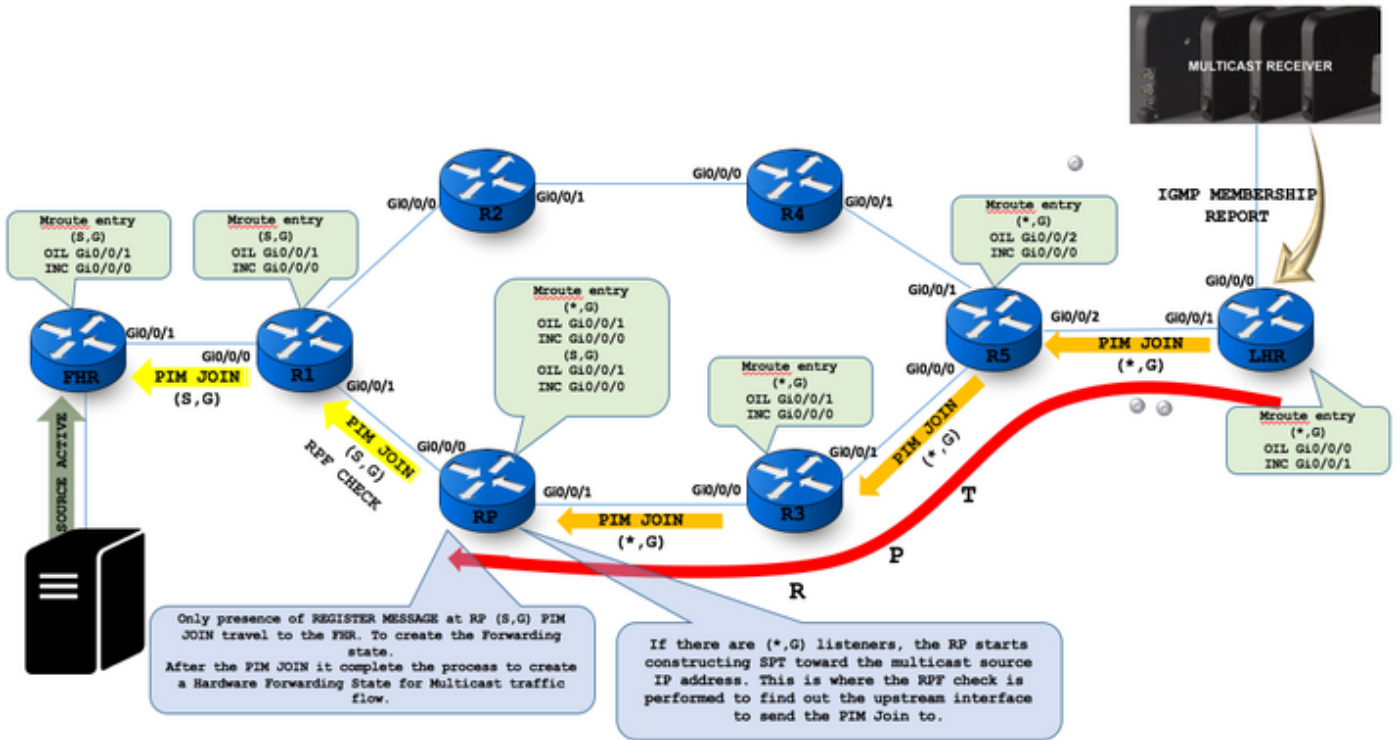 MULTICAST RECEIVER
IGMP MEMBERSHIP
REPORT
Gi0/0/0
Gi0/0/1
R2
Gi0/0/0
Gi0/0/1
R4
Mroute entry
(S,G)
OIL Gi0/0/1
INC Gi0/0/0
Mroute entry
(S,G)
OIL Gi0/0/1
INC Gi0/0/0
Mroute entry
(*,G)
OIL Gi0/0/2
INC Gi0/0/0
Mroute entry
(*,G)
OIL Gi0/0/1
INC Gi0/0/0
(S,G)
OIL Gi0/0/1
INC Gi0/0/0
Gi0/0/1
Gi0/0/0
FHR
PIM JOIN
(S,G)
R1
Gi0/0/1
Gi0/0/1
Gi0/0/0
R5
Gi0/0/2
Gi0/0/1
Gi0/0/0
PIM JOIN
(*,G)
LHR
Mroute entry
(*,G)
OIL Gi0/0/1
INC Gi0/0/0
Mroute entry
(*,G)
OIL Gi0/0/0
INC Gi0/0/1
PIM JOIN
(S,G)
RPF CHECK
Gi0/0/0
RP
Gi0/0/1
Gi0/0/0
R3
Gi0/0/1
PIM JOIN
(*,G)
PIM JOIN
(*,G)
SOURCE ACTIVE
R
P
T
Only presence of REGISTER MESSAGE at RP (S,G) PIM
JOIN travel to the FHR. To create the Forwarding
state.
After the PIM JOIN it complete the process to create
a Hardware Forwarding State for Multicast traffic
flow.
If there are (*,G) listeners, the RP starts
constructing SPT toward the multicast source
IP address. This is where the RPF check is
performed to find out the upstream interface
to send the PIM Join to.